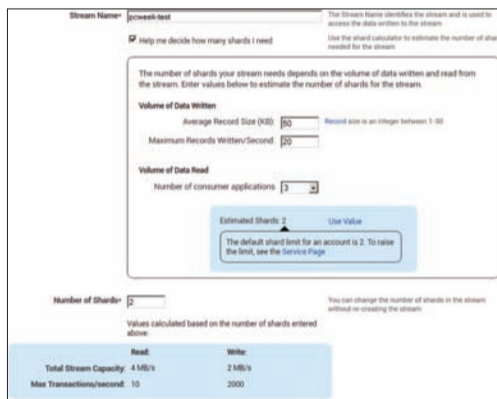 Stream Name* pcweek-test The Stream Name identifies the stream and is used to
access the data written to the stream
Help me decide how many shards I need Use the shard calculator to estimate the number of shar
needed for the stream
The number of shards your stream needs depends on the volume of data written and read from
the stream. Enter values below to estimate the number of shards for the stream.
Volume of Data Written
Average Record Size (KB): 50 Record size is an integer between 1-50
Maximum Records Written/Second: 20
Volume of Data Read
Number of consumer applications 3
Estimated Shards: 2 Use Value
The default shard limit for an account is 2. To raise
the limit, see the Service Page
Number of Shards* 2 You can change the number of shards in the stream
without re-creating the stream
Values calculated based on the number of shards entered
above:
Read: Write:
Total Stream Capacity: 4 MB/s 2 MB/s
Max Transactions/second: 10 2000